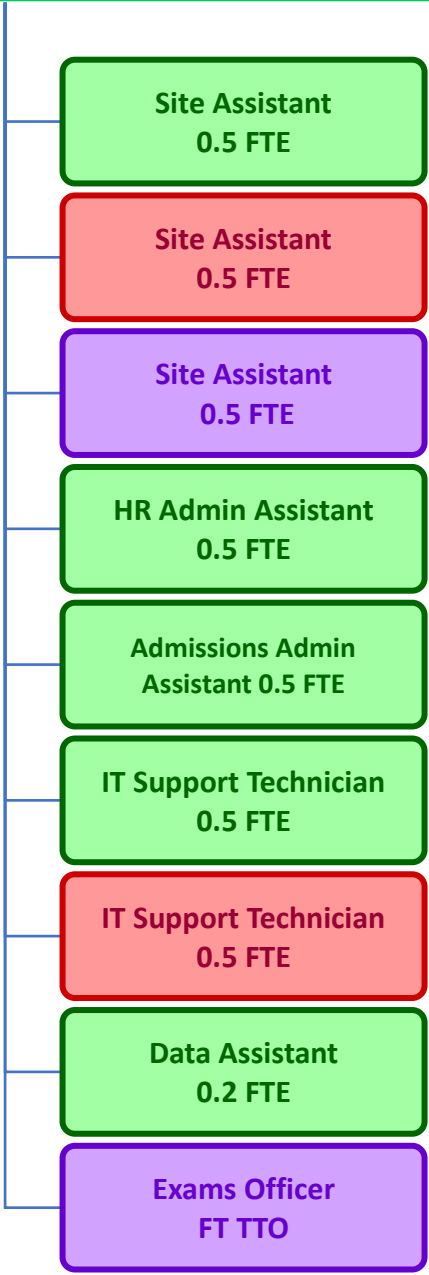 Site Assistant
0.5 FTE
Site Assistant
0.5 FTE
Site Assistant
0.5 FTE
HR Admin Assistant
0.5 FTE
Admissions Admin
Assistant 0.5 FTE
IT Support Technician
0.5 FTE
IT Support Technician
0.5 FTE
Data Assistant
0.2 FTE
Exams Officer
FT TTO